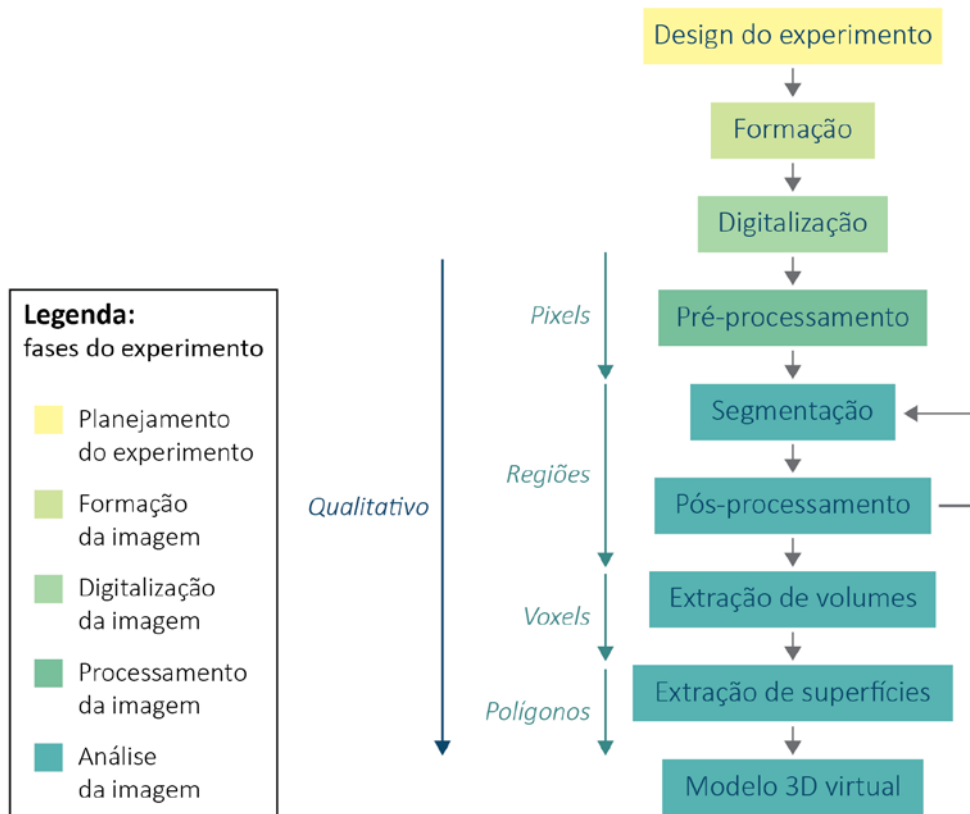 Design do experimento
Formação
Digitalização
Pixels
Pré-processamento
Segmentação
Regiões
Qualitativo
Pós-processamento
Voxels
Extração de volumes
Polígonos
Extração de superfícies
Modelo 3D virtual
Legenda:
fases do experimento
Planejamento
do experimento
Formação
da imagem
Digitalização
da imagem
Processamento
da imagem
Análise
da imagem